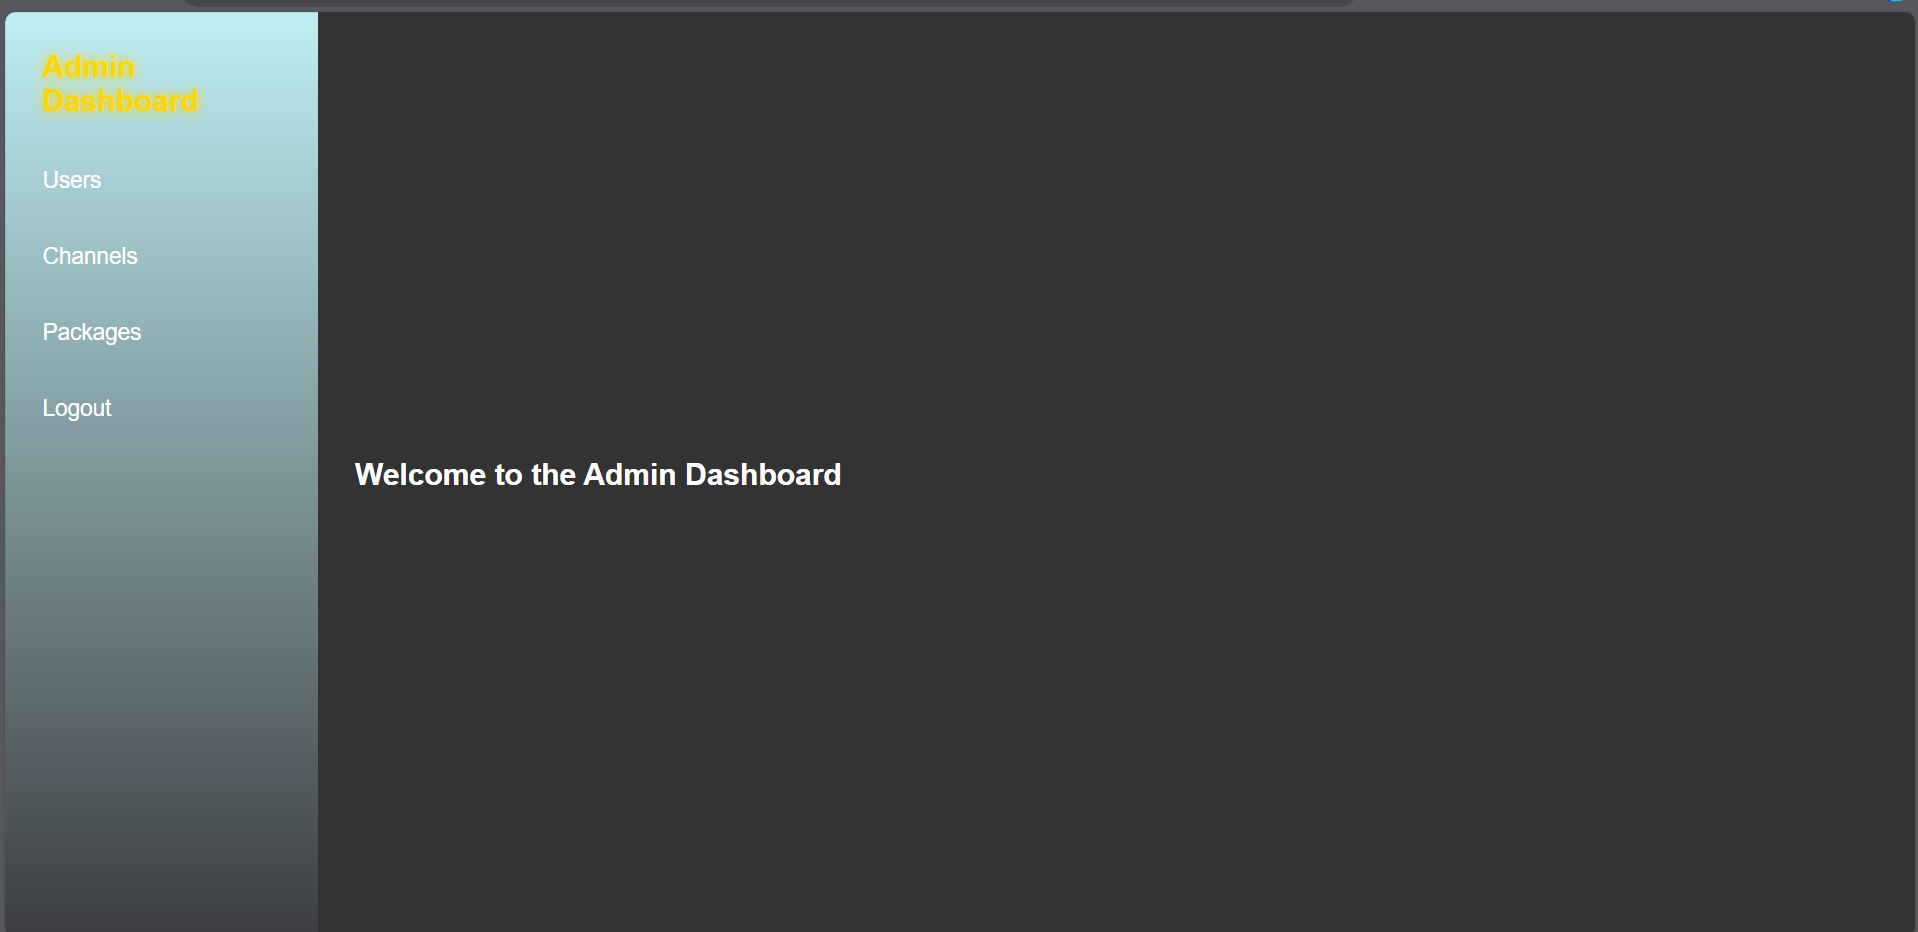 Admin
Dashboard
Users
Channels
Packages
Logout
Welcome to the Admin Dashboard